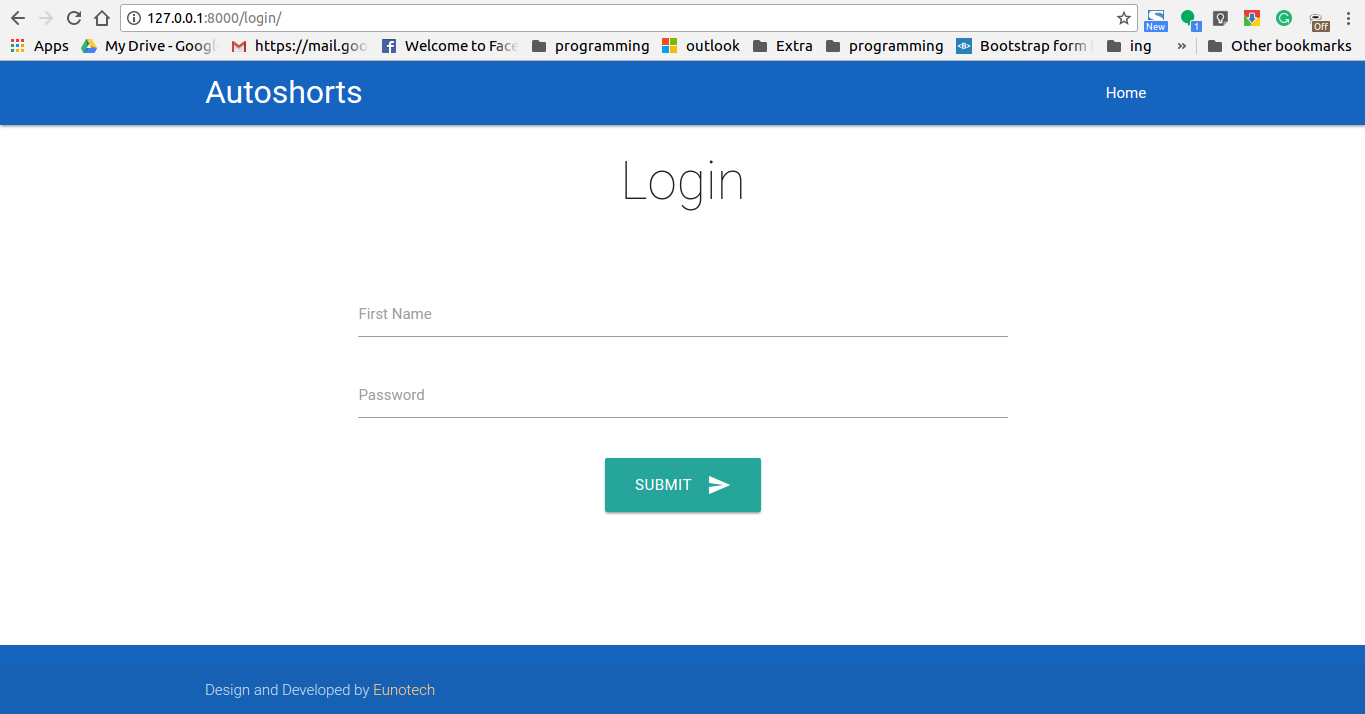 127.0.0.1:8000/login/
New
1
Off
Apps
My Drive - Googl
https://mail.goo
Welcome to Face
programming
outlook
Extra
programming
Bootstrap form
ing
»
Other bookmarks
Autoshorts
Home
Login
First Name
Password
SUBMIT
Design and Developed by Eunotech